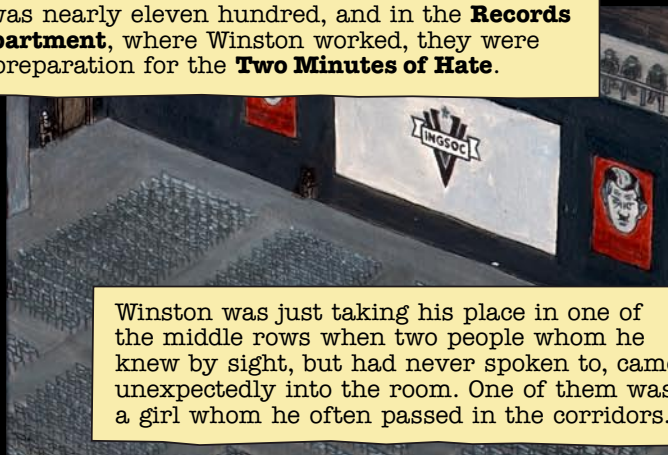 was nearly eleven hundred, and in the Records
partment, where Winston worked, they were
preparation for the Two Minutes of Hate.
INGSOC
Winston was just taking his place in one of
the middle rows when two people whom he
knew by sight, but had never spoken to, came
unexpectedly into the room. One of them was
a girl whom he often passed in the corridors.